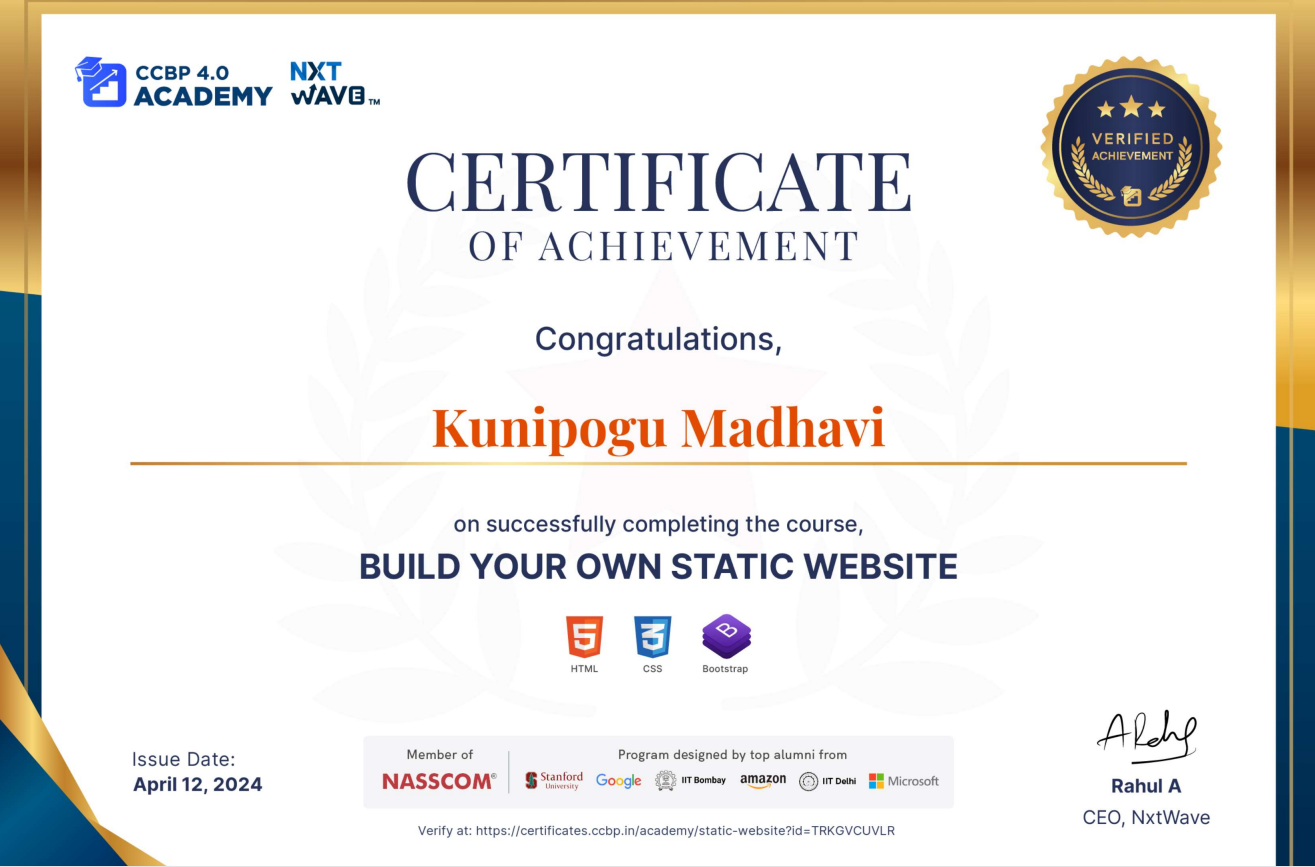 CCBP 4.0
ACADEMY
NXT
WAVE™
VERIFIED
ACHIEVEMENT
CERTIFICATE
OF ACHIEVEMENT
Congratulations,
Kunipogu Madhavi
on successfully completing the course,
BUILD YOUR OWN STATIC WEBSITE
5
3
B
HTML
CSS
Bootstrap
Issue Date:
April 12, 2024
Member of
NASSCOM®
Program designed by top alumni from
S Stanford University
Google
IIT Bombay
amazon
IIT Delhi
Microsoft
Verify at: https://certificates.ccbp.in/academy/static-website?id=TRKGVCUVLR
Rahul A
CEO, NxtWave